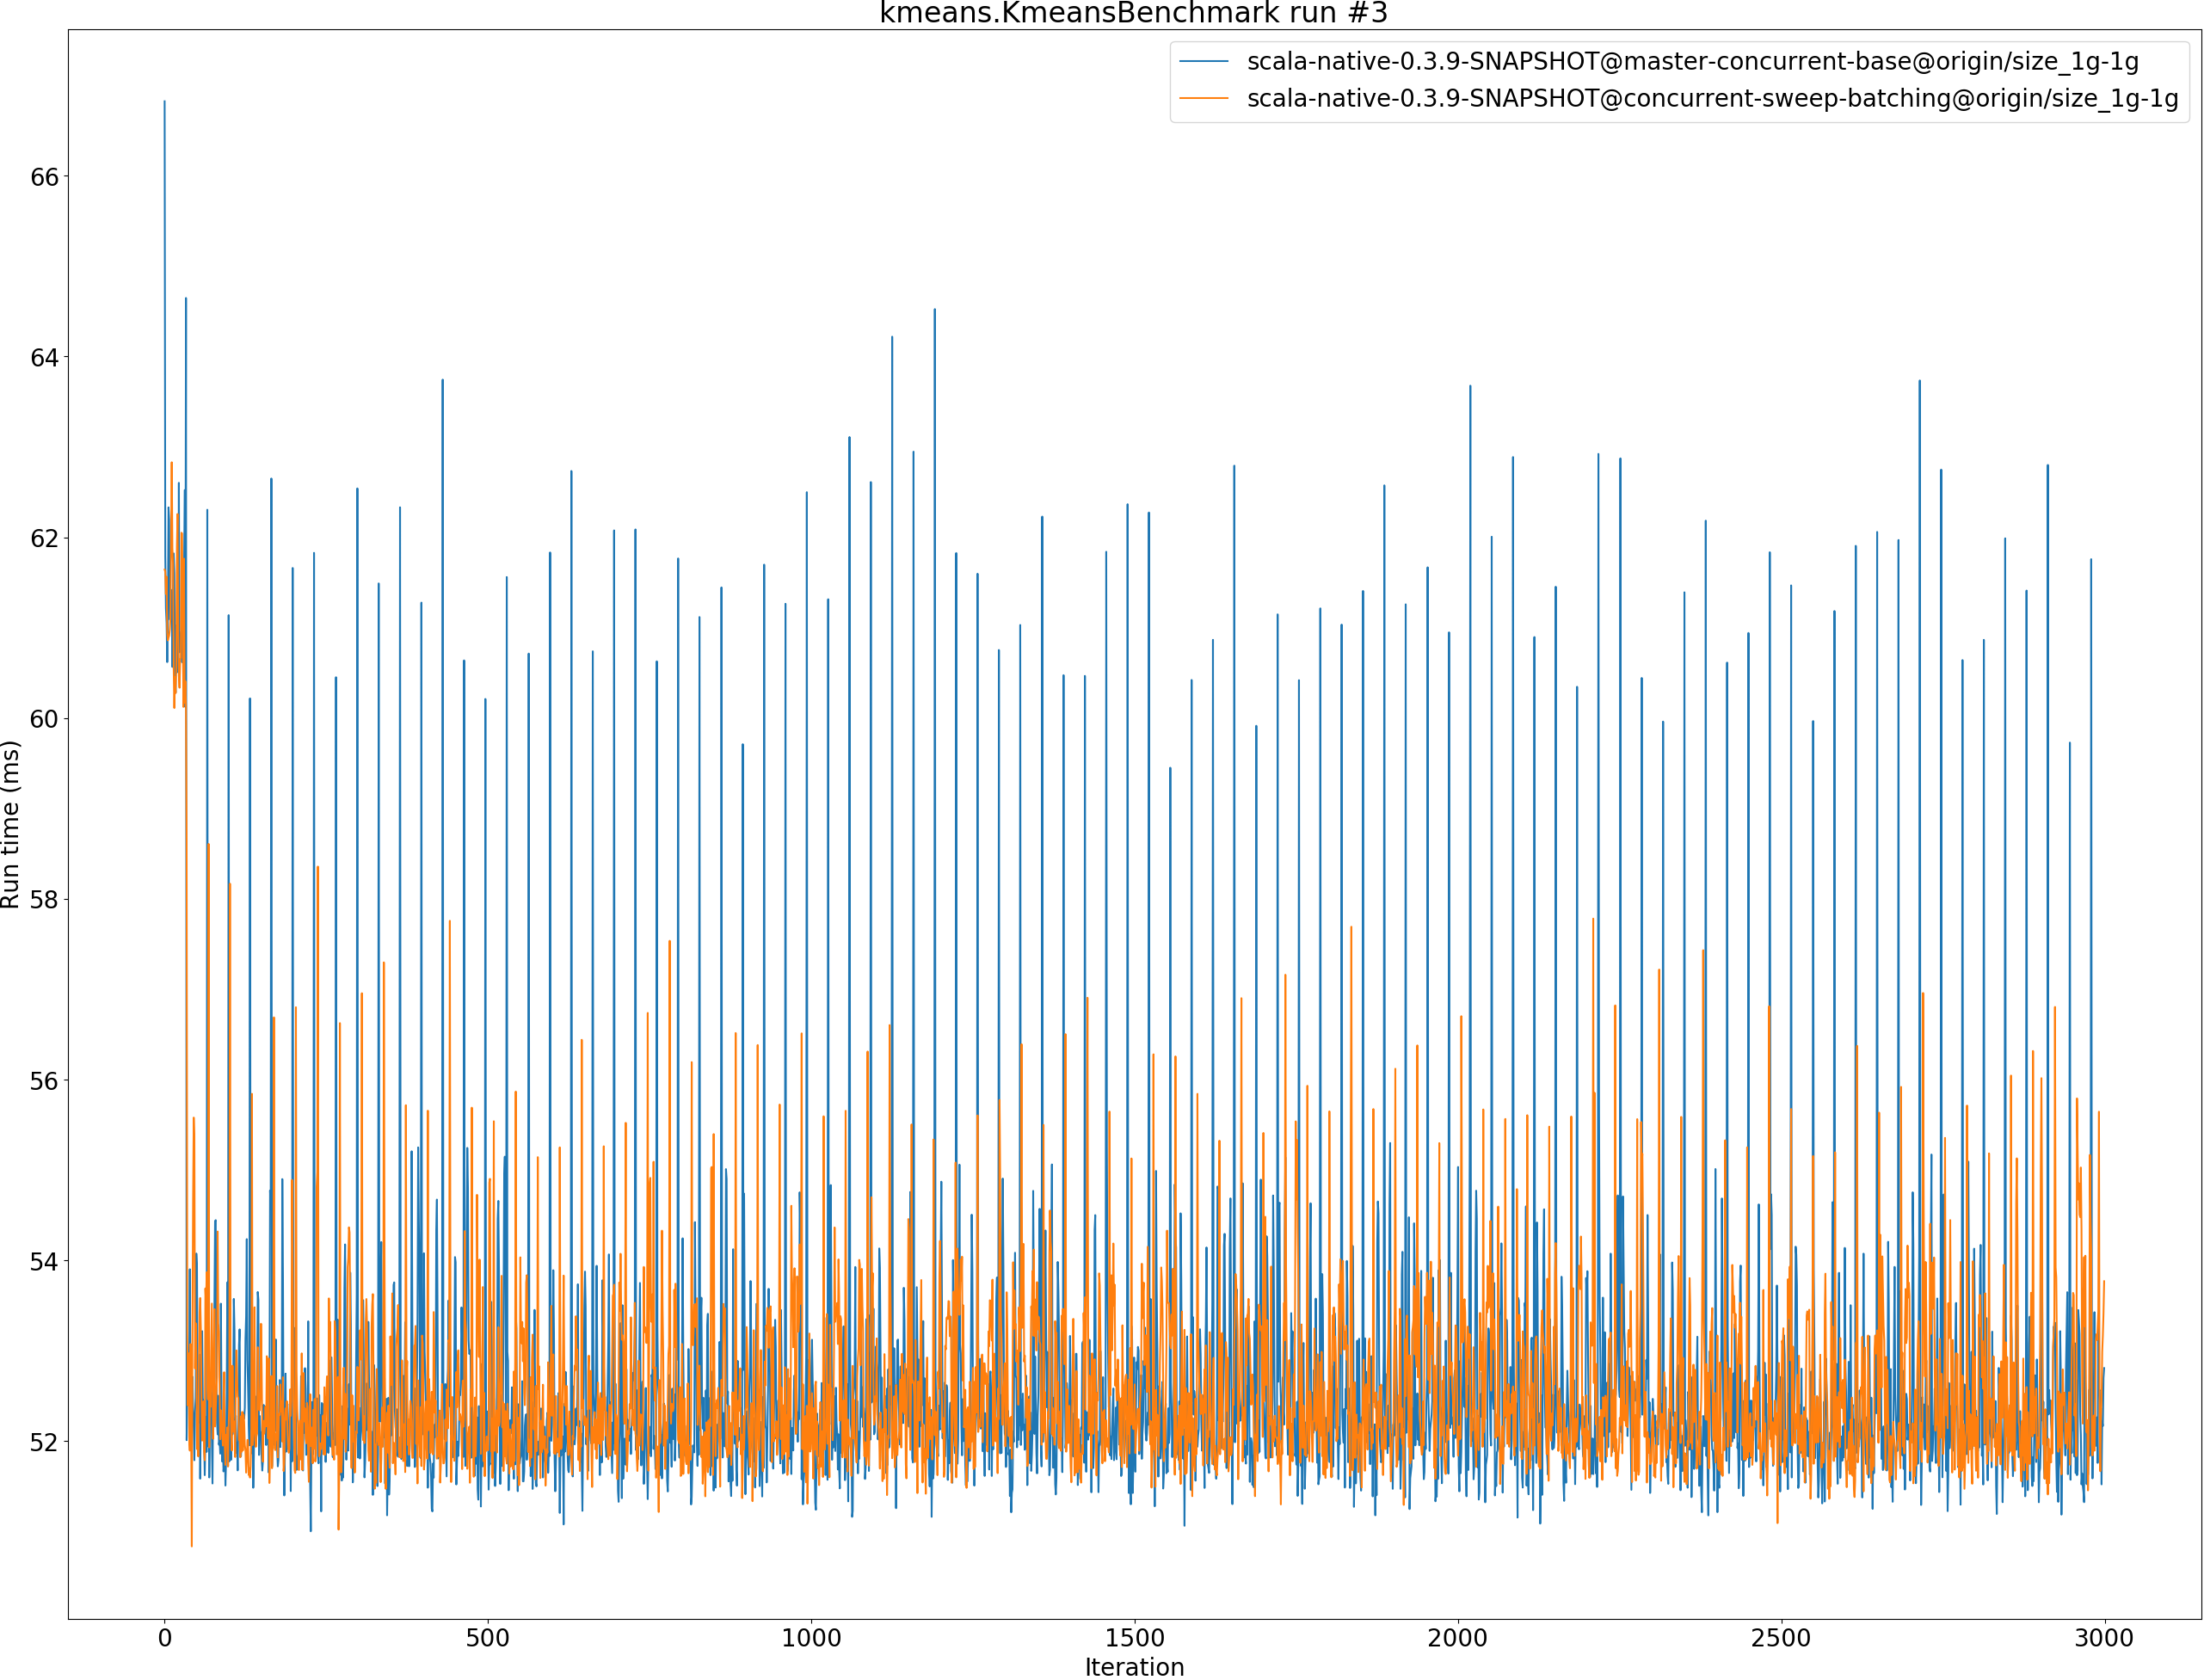 kmeans.KmeansBenchmark run #3
scala-native-0.3.9-SNAPSHOT@master-concurrent-base@origin/size_1g-1g
scala-native-0.3.9-SNAPSHOT@concurrent-sweep-batching@origin/size_1g-1g
66
64
62
60
58
56
54
52
Run time (ms)
0 500 1000 1500 2000 2500 3000
Iteration